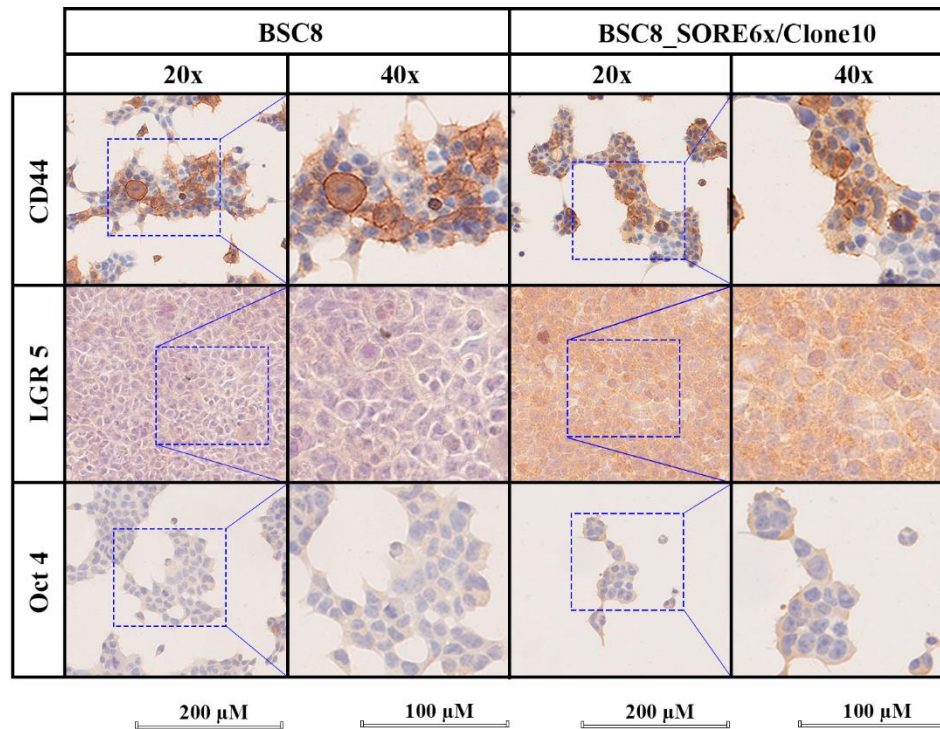 BSC8
BSC8_SORE6x/Clone10
20x
40x
20x
40x
CD44
LGR 5
Oct 4
200 μM
100 μM
200 μM
100 μM